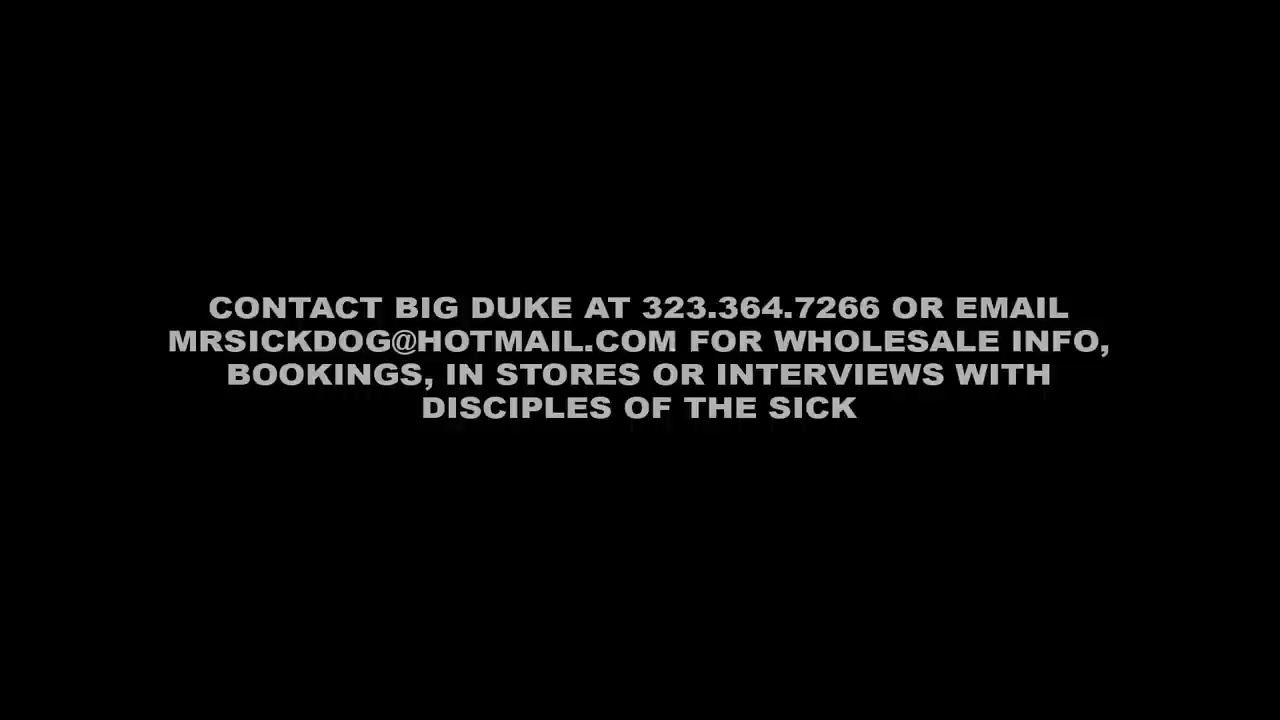 CONTACT BIG DUKE AT 323.364.7266 OR EMAIL
MRSICKDOG@HOTMAIL.COM FOR WHOLESALE INFO,
BOOKINGS, IN STORES OR INTERVIEWS WITH
DISCIPLES OF THE SICK